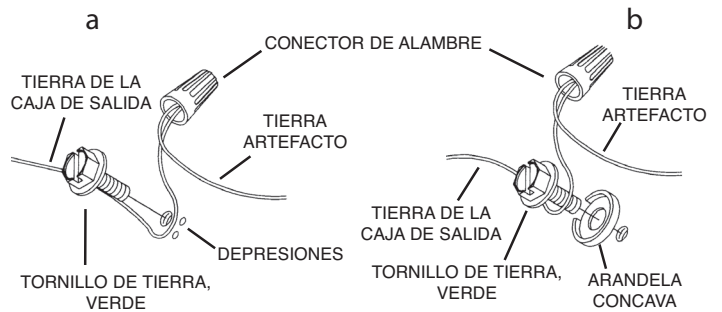 a
b
CONECTOR DE ALAMBRE
TIERRA DE LA
CAJA DE SALIDA
TIERRA
ARTEFACTO
DEPRESIONES
TORNILLO DE TIERRA,
VERDE
TIERRA
ARTEFACTO
TIERRA DE LA
CAJA DE SALIDA
TORNILLO DE TIERRA,
VERDE
ARANDELA
CONCAVA